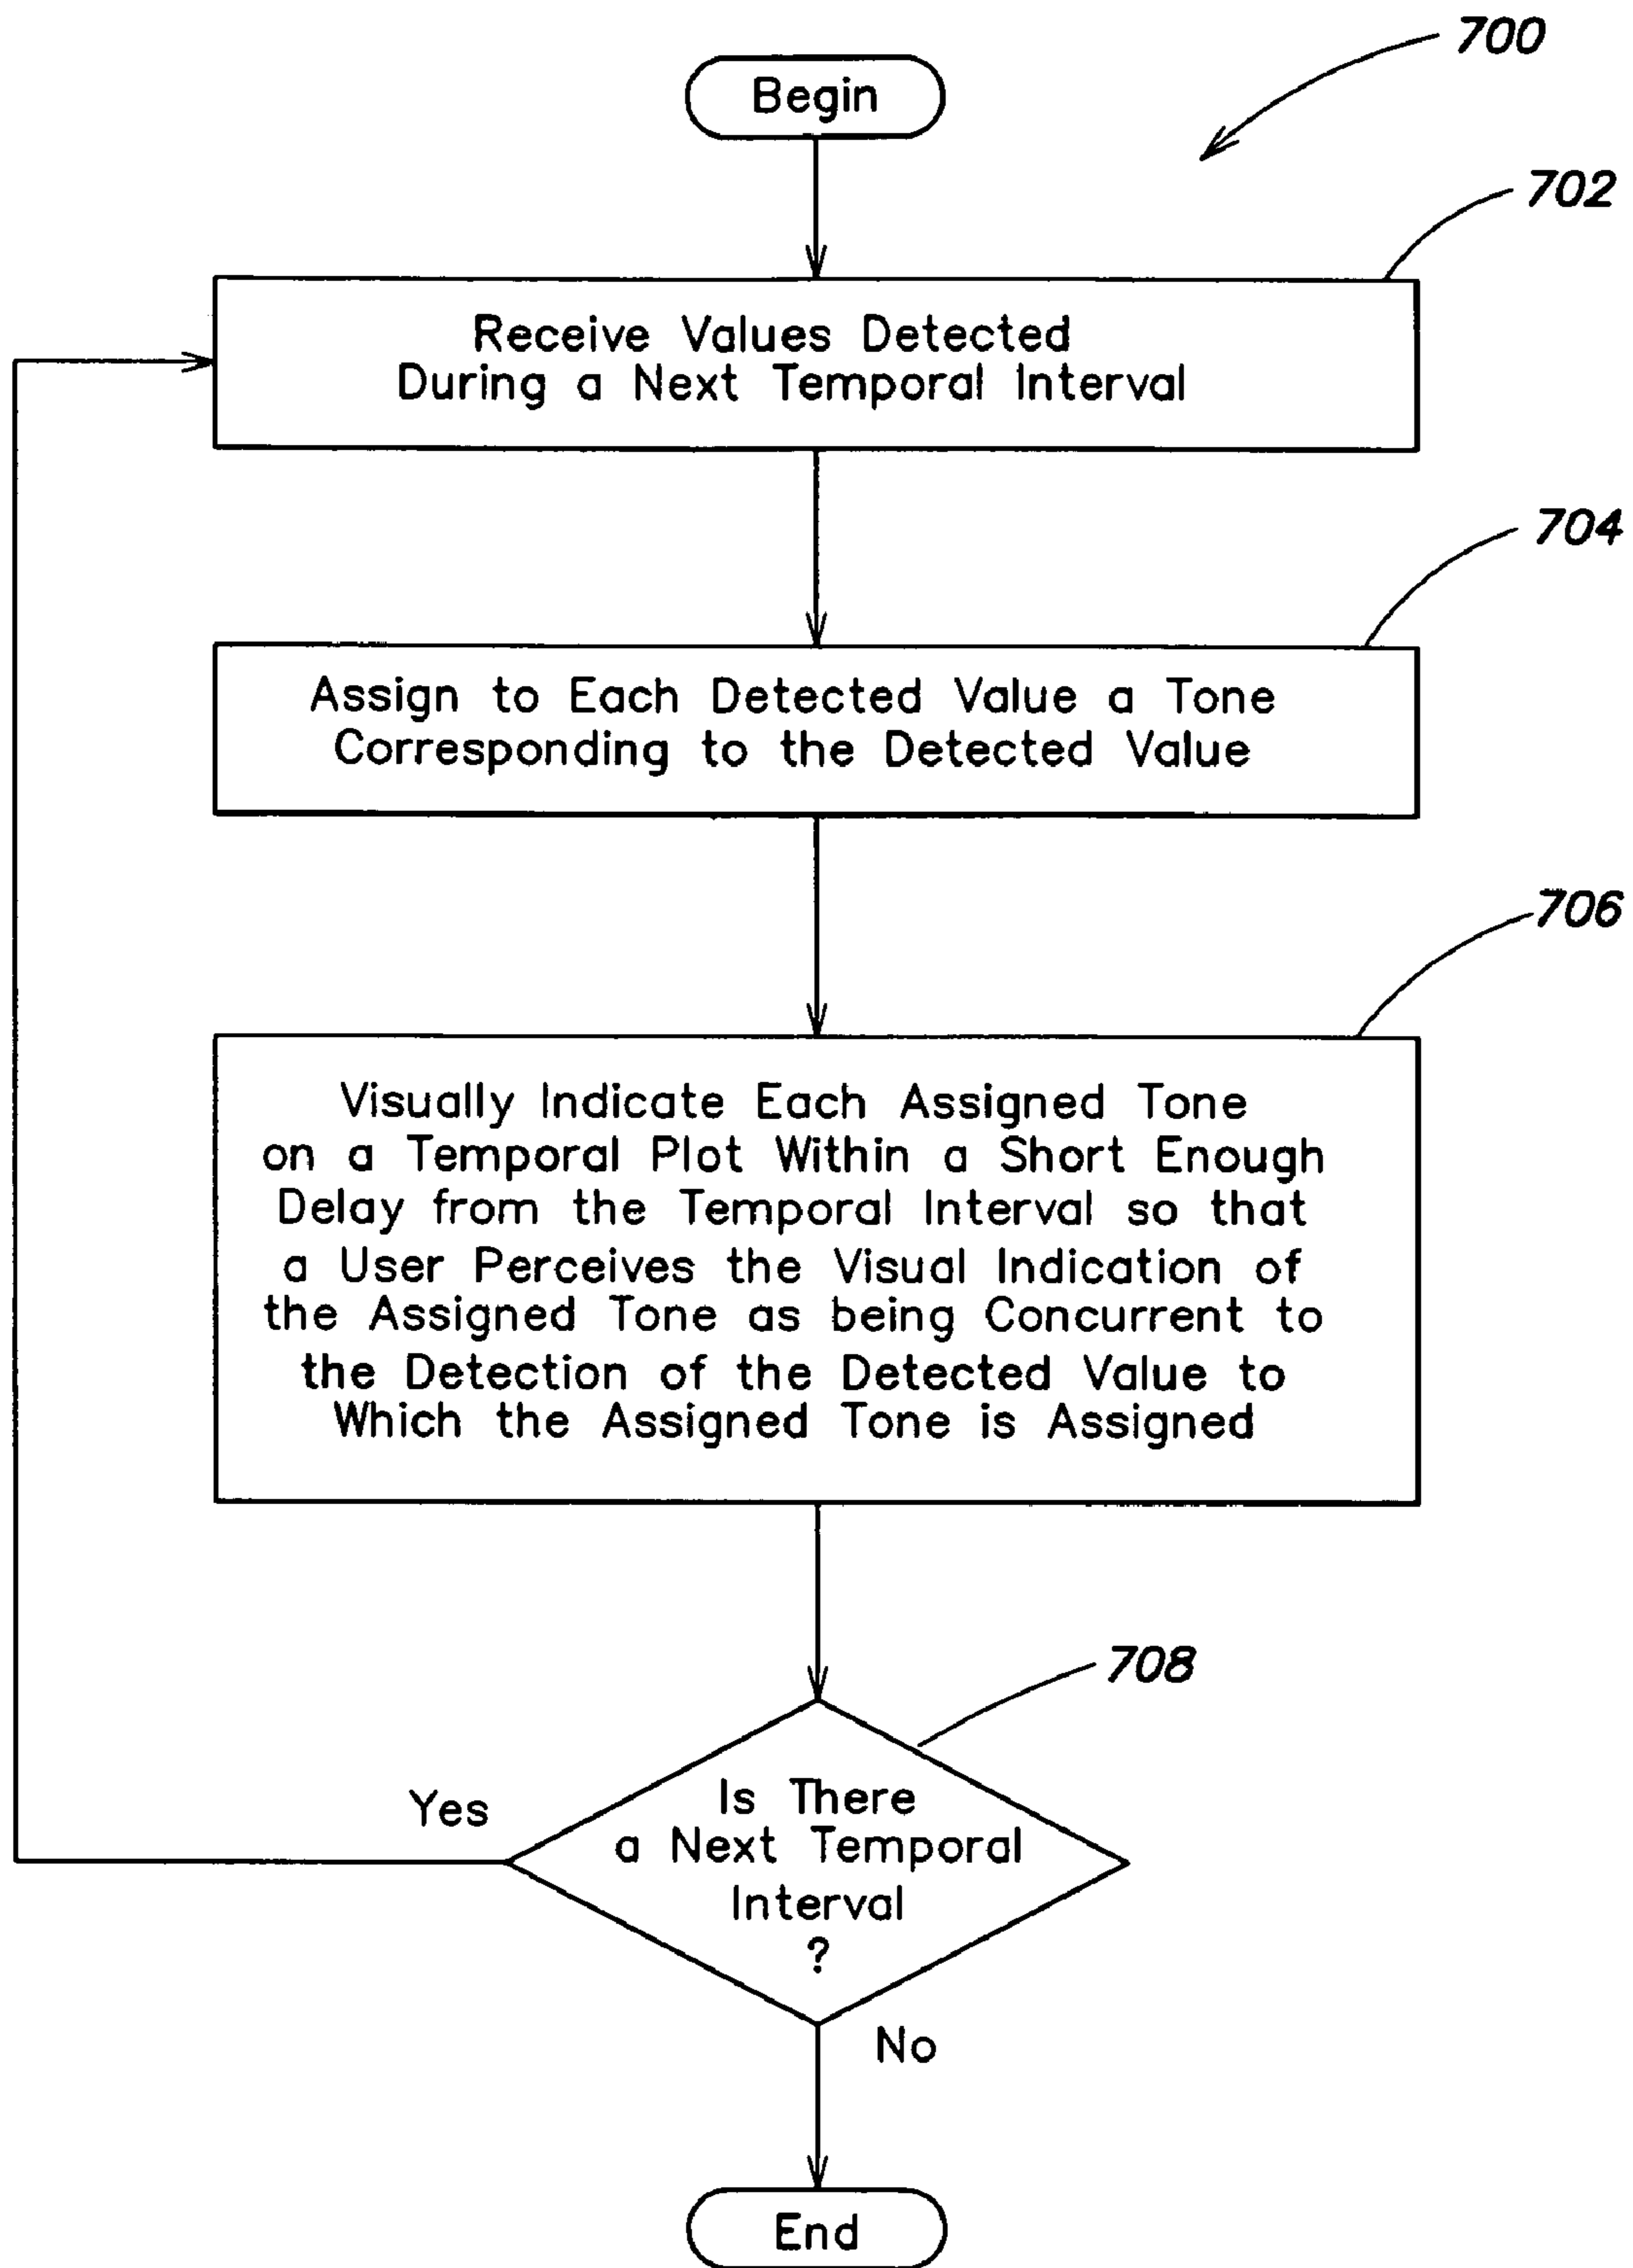 700
Begin
702
Receive Values Detected
During a Next Temporal Interval
704
Assign to Each Detected Value a Tone
Corresponding to the Detected Value
706
Visually Indicate Each Assigned Tone
on a Temporal Plot Within a Short Enough
Delay from the Temporal Interval so that
a User Perceives the Visual Indication of
the Assigned Tone as being Concurrent to
the Detection of the Detected Value to
Which the Assigned Tone is Assigned
708
Yes
Is There
a Next Temporal
Interval
?
No
End